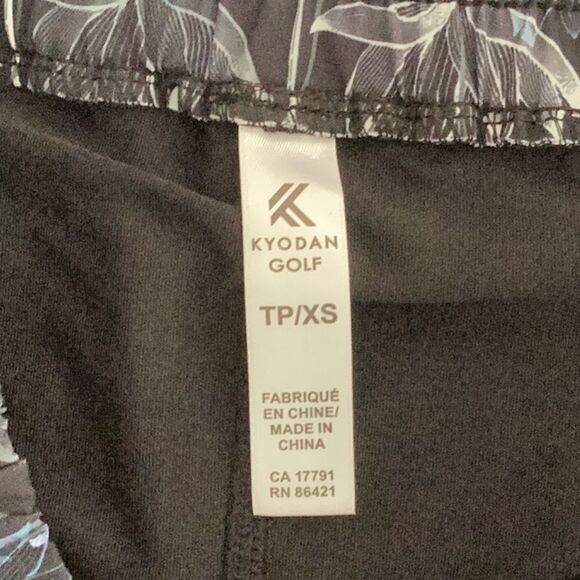 KYODAN
GOLF
TP/XS
FABRIQUÉ
EN CHINE/
MADE IN
CHINA
CA 17791
RN 86421